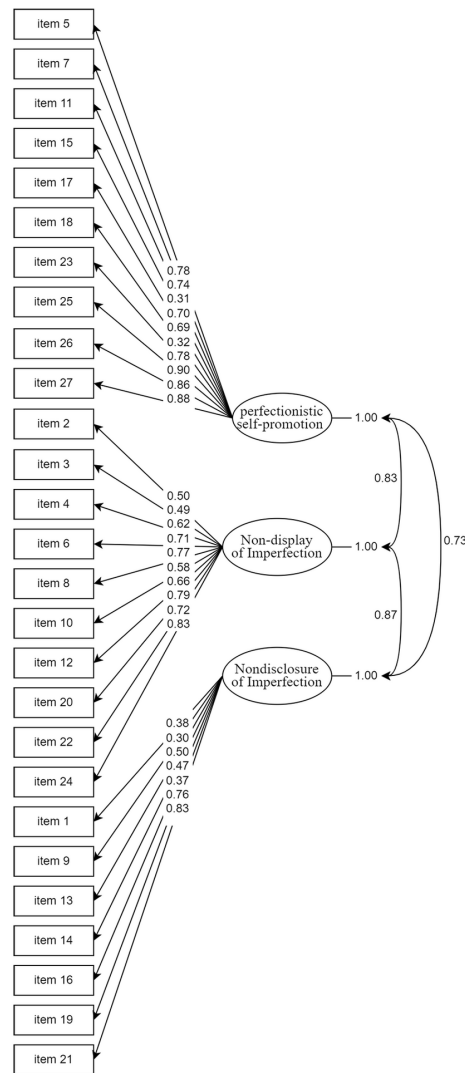 item 5
item 7
item 11
item 15
item 17
item 18
item 23
item 25
item 26
item 27
item 2
item 3
item 4
item 6
item 8
item 10
item 12
item 20
item 22
item 24
item 1
item 9
item 13
item 14
item 16
item 19
item 21
0.78
0.74
0.31
0.70
0.69
0.32
0.78
0.90
0.86
0.88
0.50
0.49
0.62
0.71
0.77
0.58
0.66
0.79
0.72
0.83
0.38
0.30
0.50
0.47
0.37
0.76
0.83
perfectionistic
self-promotion
1.00
Non-display
of Imperfection
1.00
Nondisclosure
of Imperfection
1.00
0.83
0.87
0.73